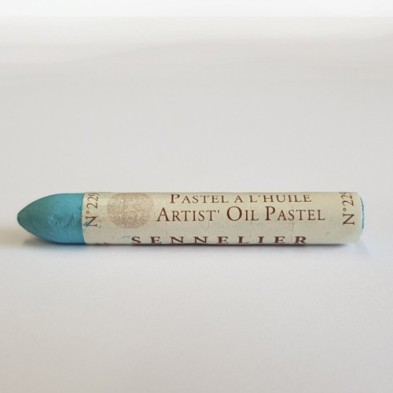 PASTEL À L'HUILE
ARTIST' OIL PASTEL
SENNELIER
N° 229